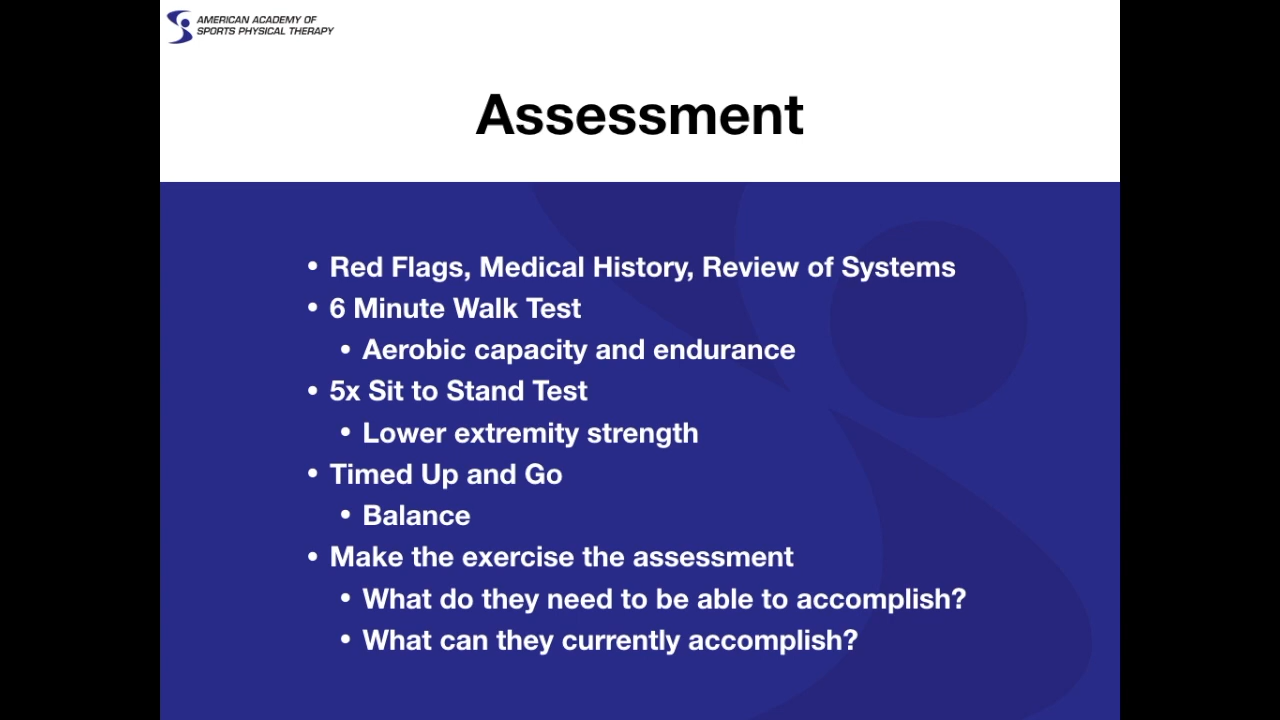 AMERICAN ACADEMY OF
SPORTS PHYSICAL THERAPY
Assessment
• Red Flags, Medical History, Review of Systems
• 6 Minute Walk Test
• Aerobic capacity and endurance
• 5x Sit to Stand Test
• Lower extremity strength
• Timed Up and Go
• Balance
• Make the exercise the assessment
• What do they need to be able to accomplish?
• What can they currently accomplish?